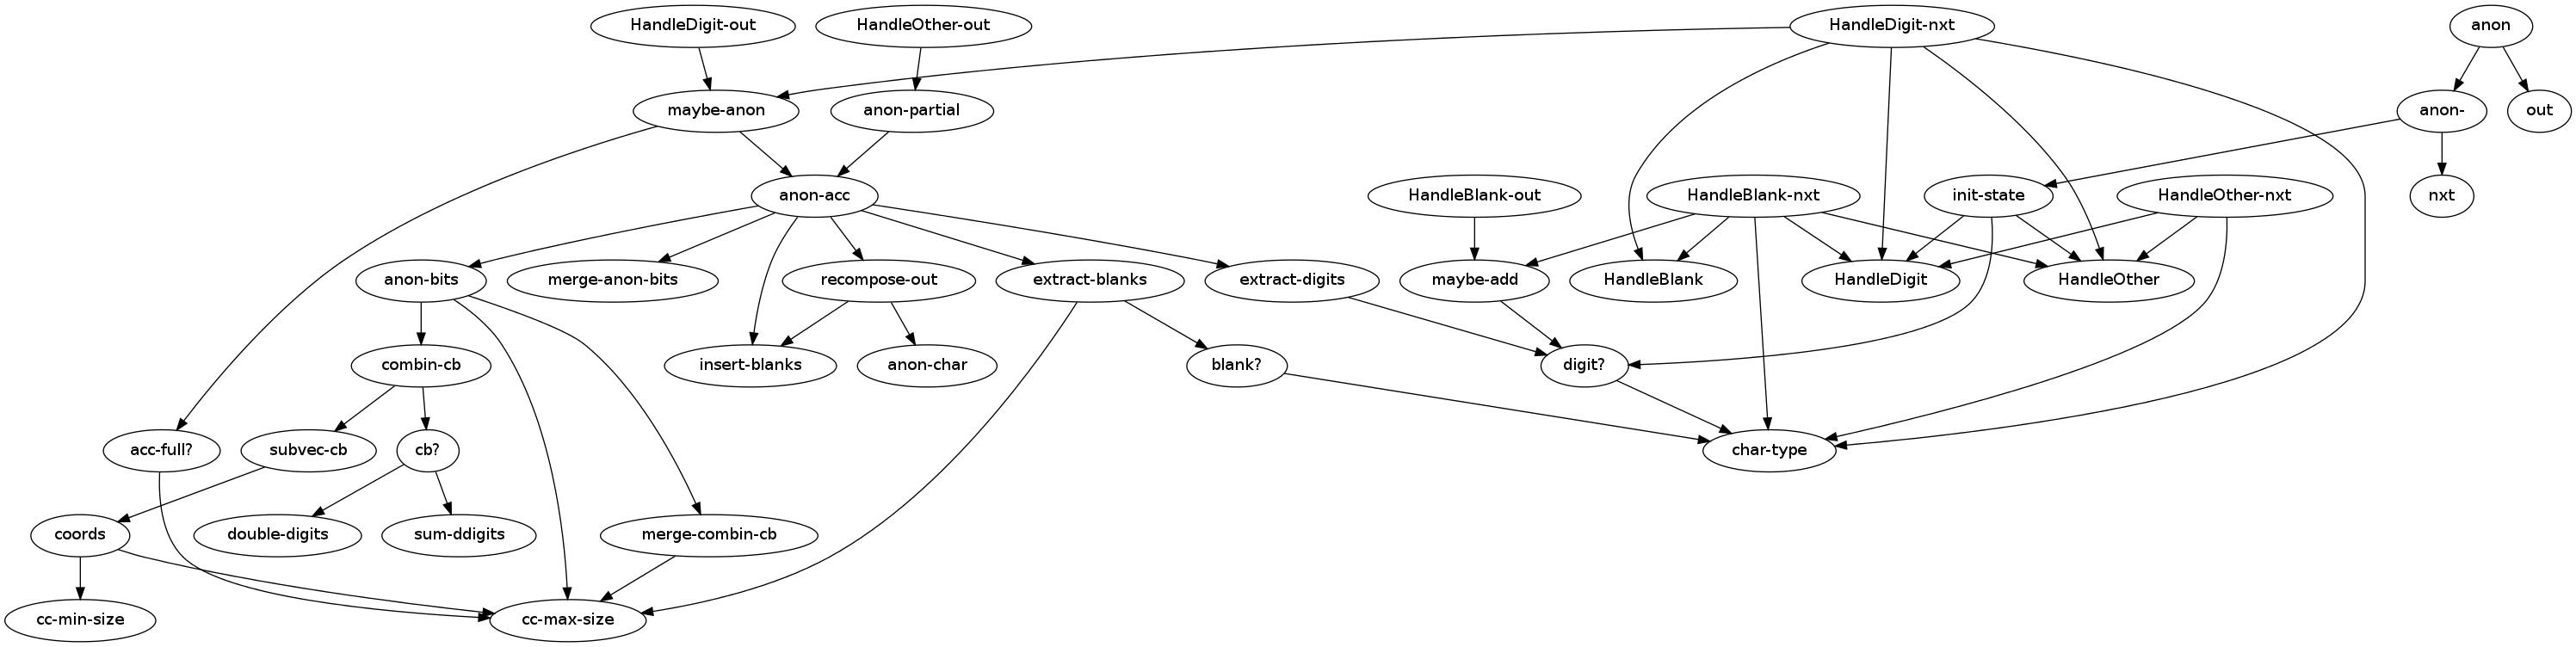 HandleDigit-out
HandleOther-out
HandleDigit-nxt
anon
maybe-anon
anon-partial
anon-
out
anon-acc
HandleBlank-out
HandleBlank-nxt
init-state
HandleOther-nxt
nxt
anon-bits
merge-anon-bits
recompose-out
extract-blanks
extract-digits
maybe-add
HandleBlank
HandleDigit
HandleOther
combin-cb
insert-blanks
anon-char
blank?
digit?
acc-full?
subvec-cb
cb?
char-type
coords
double-digits
sum-ddigits
merge-combin-cb
cc-min-size
cc-max-size